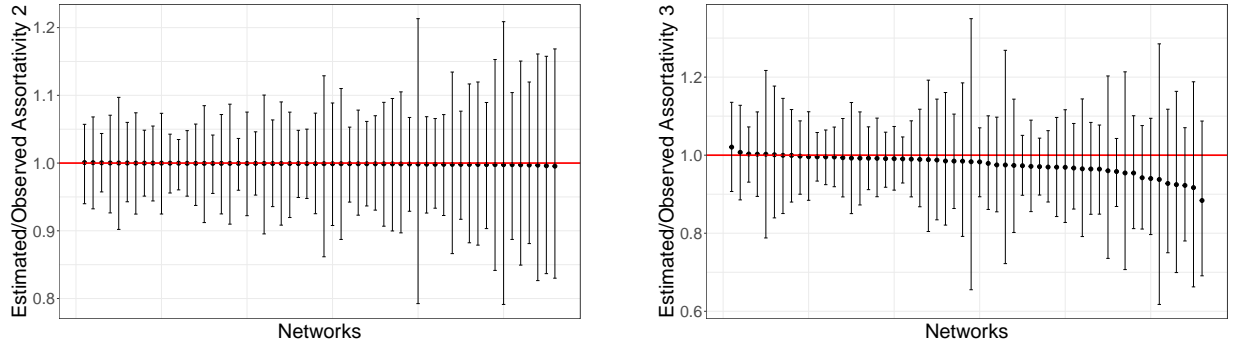 Estimated/Observed Assortativity 2
1.2
1.1
1.0
0.9
0.8
Networks
Estimated/Observed Assortativity 3
1.2
1.0
0.8
0.6
Networks